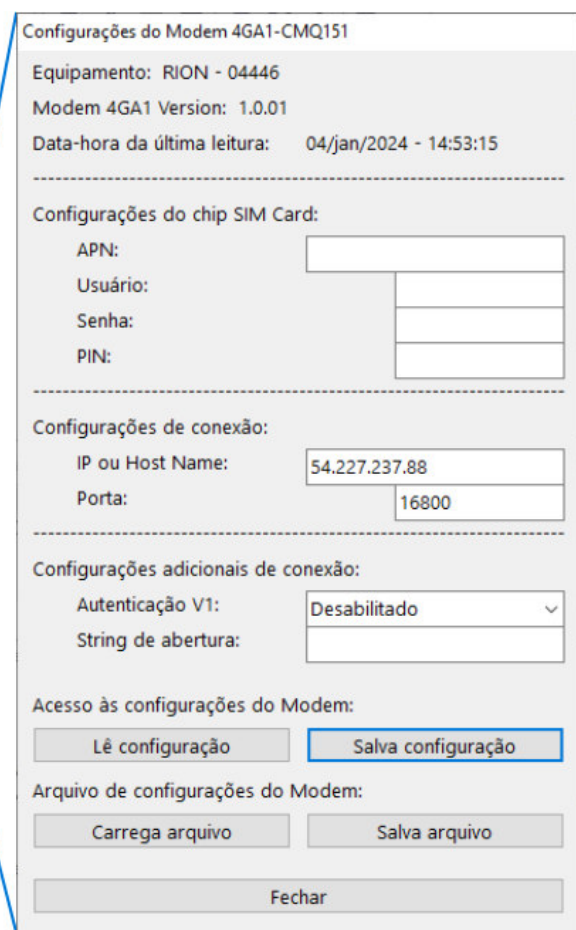 Configurações do Modem 4GA1-CMQ151
Equipamento: RION - 04446
Modem 4GA1 Version: 1.0.01
Data-hora da última leitura: 04/jan/2024 - 14:53:15
Configurações do chip SIM Card:
APN:
Usuário:
Senha:
PIN:
Configurações de conexão:
IP ou Host Name: 54.227.237.88
Porta: 16800
Configurações adicionais de conexão:
Autenticação V1: Desabilitado
String de abertura:
Acesso às configurações do Modem:
Lê configuração Salva configuração
Arquivo de configurações do Modem:
Carrega arquivo Salva arquivo
Fechar